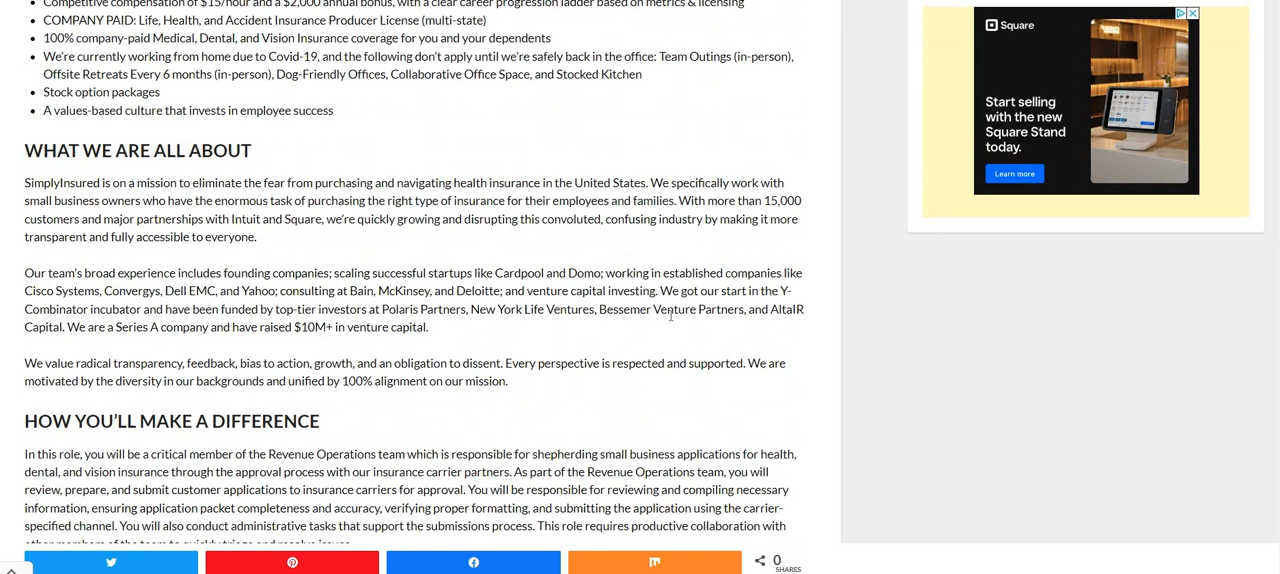 Competitive compensation of $15/hour and a $2,000 annual bonus, with a clear career progression ladder based on metrics & licensing
COMPANY PAID: Life, Health, and Accident Insurance Producer License (multi-state)
100% company-paid Medical, Dental, and Vision Insurance coverage for you and your dependents
We're currently working from home due to Covid-19, and the following don't apply until we're safely back in the office: Team Outings (in-person),
Offsite Retreats Every 6 months (in-person), Dog-Friendly Offices, Collaborative Office Space, and Stocked Kitchen
Stock option packages
A values-based culture that invests in employee success
WHAT WE ARE ALL ABOUT
SimplyInsured is on a mission to eliminate the fear from purchasing and navigating health insurance in the United States. We specifically work with
small business owners who have the enormous task of purchasing the right type of insurance for their employees and families. With more than 15,000
customers and major partnerships with Intuit and Square, we're quickly growing and disrupting this convoluted, confusing industry by making it more
transparent and fully accessible to everyone.
Our team's broad experience includes founding companies; scaling successful startups like Cardpool and Domo; working in established companies like
Cisco Systems, Convergys, Dell EMC, and Yahoo; consulting at Bain, McKinsey, and Deloitte; and venture capital investing. We got our start in the Y-
Combinator incubator and have been funded by top-tier investors at Polaris Partners, New York Life Ventures, Bessemer Venture Partners, and AltaIR
Capital. We are a Series A company and have raised $10M+ in venture capital.
We value radical transparency, feedback, bias to action, growth, and an obligation to dissent. Every perspective is respected and supported. We are
motivated by the diversity in our backgrounds and unified by 100% alignment on our mission.
HOW YOU'LL MAKE A DIFFERENCE
In this role, you will be a critical member of the Revenue Operations team which is responsible for shepherding small business applications for health,
dental, and vision insurance through the approval process with our insurance carrier partners. As part of the Revenue Operations team, you will
review, prepare, and submit customer applications to insurance carriers for approval. You will be responsible for reviewing and compiling necessary
information, ensuring application packet completeness and accuracy, verifying proper formatting, and submitting the application using the carrier-
specified channel. You will also conduct administrative tasks that support the submissions process. This role requires productive collaboration with
other members of the team to quickly triage and resolve issues.
0
SHARES
Square
Start selling
with the new
Square Stand
today.
Learn more